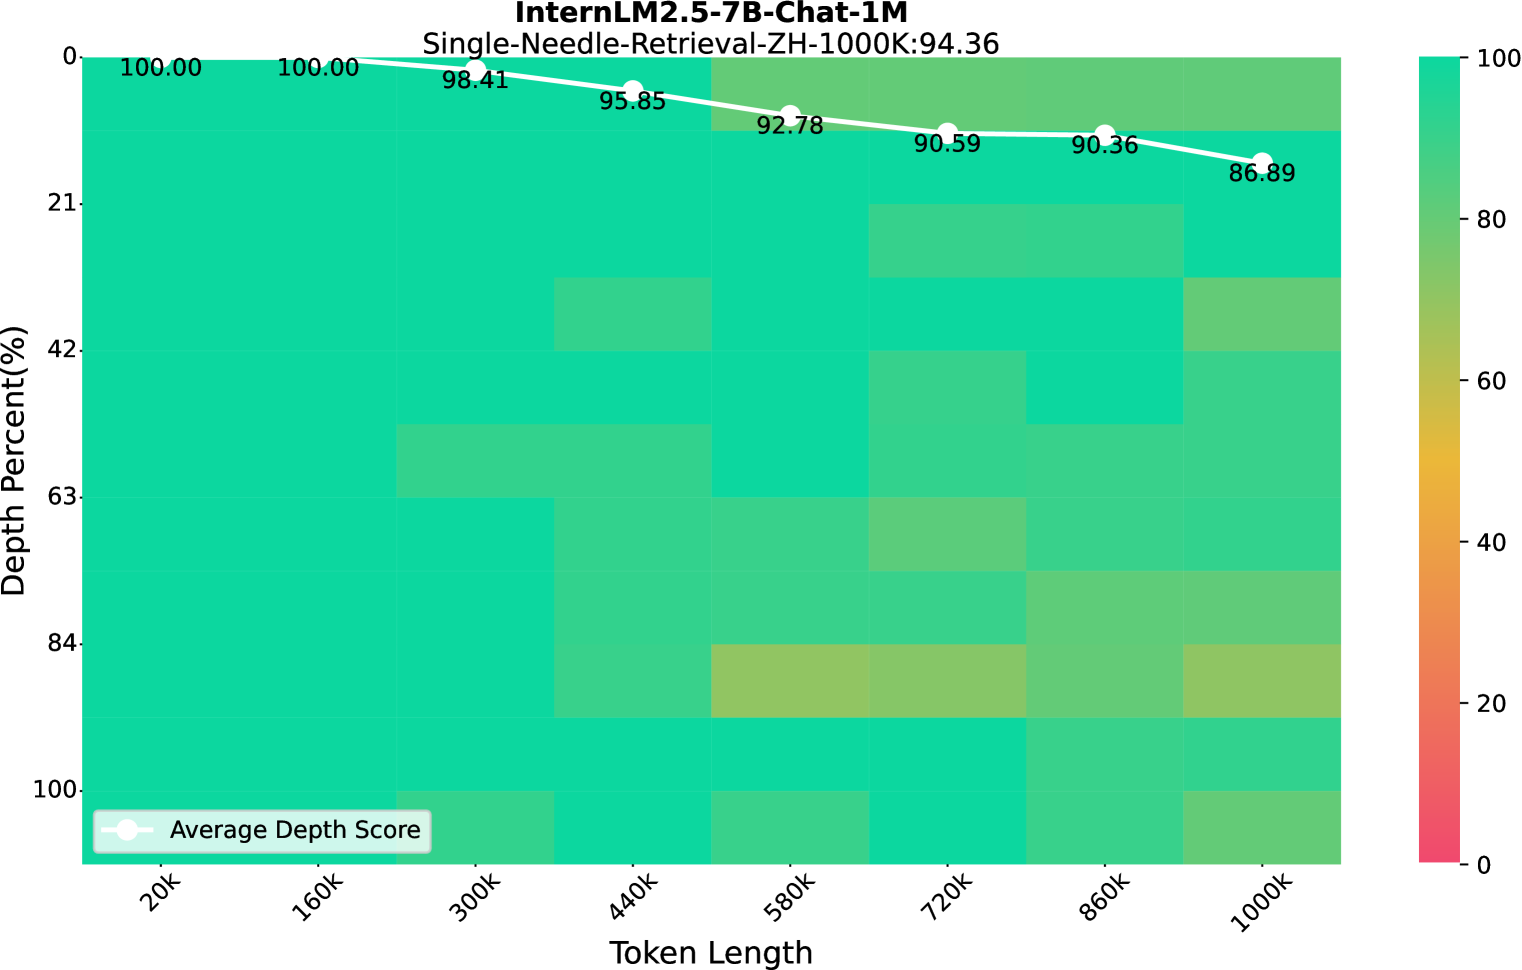 InternLM2.5-7B-Chat-1M
Single-Needle-Retrieval-ZH-1000K:94.36
0
21
42
63
84
100
Depth Percent(%)
100.00
100.00
98.41
95.85
92.78
90.59
90.36
86.89
Average Depth Score
20k
160k
300k
440k
580k
720k
860k
1000k
Token Length
100
80
60
40
20
0